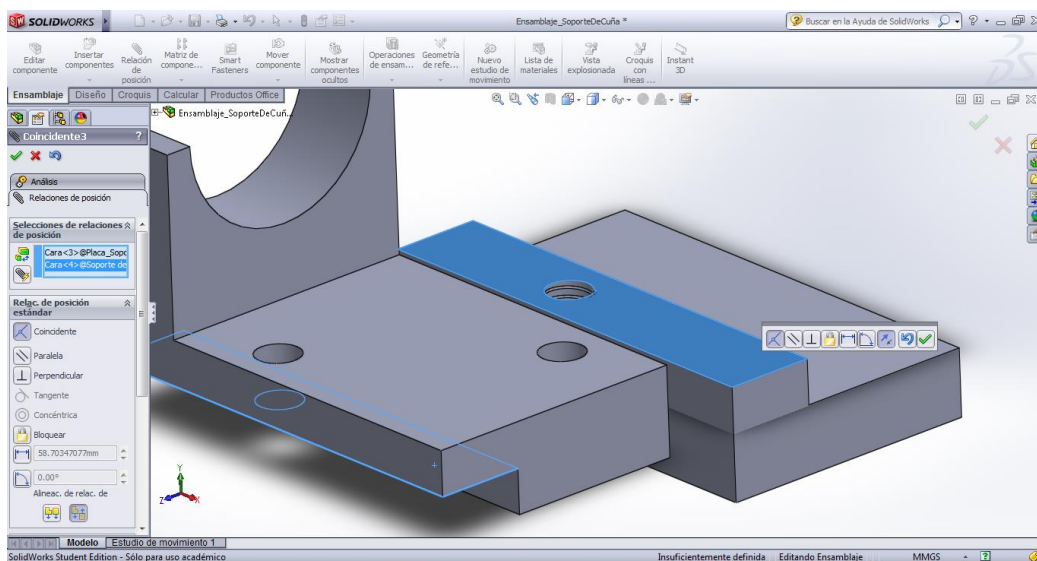 SOLIDWORKS
Ensamblaje_SoporteDeCuña *
Buscar en la Ayuda de SolidWorks
Editar componente
Insertar componentes
Relación de posición
Matriz de compone...
Smart Fasteners
Mover componente
Mostrar componentes ocultos
Operaciones de ensam...
Geometría de refe...
Nuevo estudio de movimiento
Lista de materiales
Vista explosionada
Croquis con líneas ...
Instant 3D
Ensamblaje Diseño Croquis Calcular Productos Office
Ensamblaje_SoporteDeCuñ...
Coincidente3 ?
Análisis
Relaciones de posición
Selecciones de relaciones
de posición
Cara<3>@Placa_Sopo
Cara<4>@Soporte de
Relac. de posición
estándar
Coincidente
Paralela
Perpendicular
Tangente
Concéntrica
Bloquear
58.70347077mm
0.00°
Alineac. de relac. de
Y
Z X
Modelo Estudio de movimiento 1
SolidWorks Student Edition - Sólo para uso académico
Insuficientemente definida Editando Ensamblaje MMGS